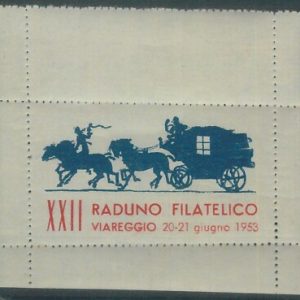 XXII RADUNO FILATELICO
VIAREGGIO 20-21 giugno 1953